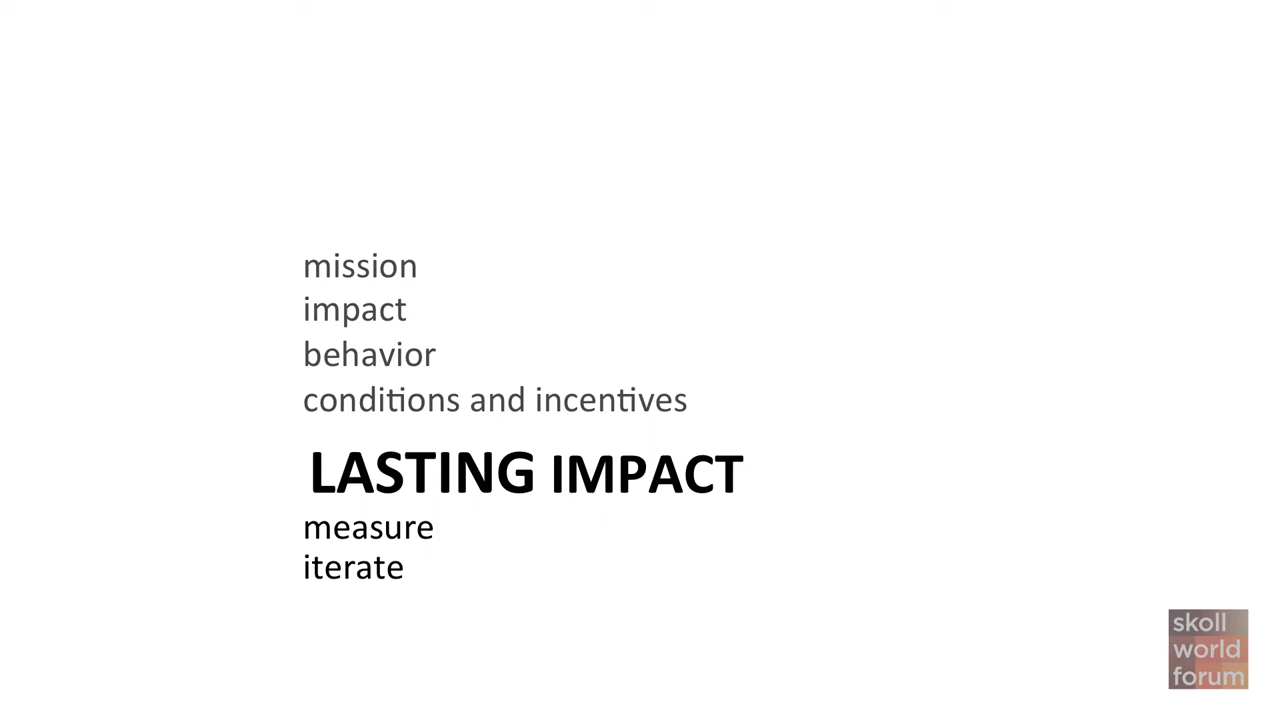 mission
impact
behavior
conditions and incentives
LASTING IMPACT
measure
iterate
skoll
world
forum